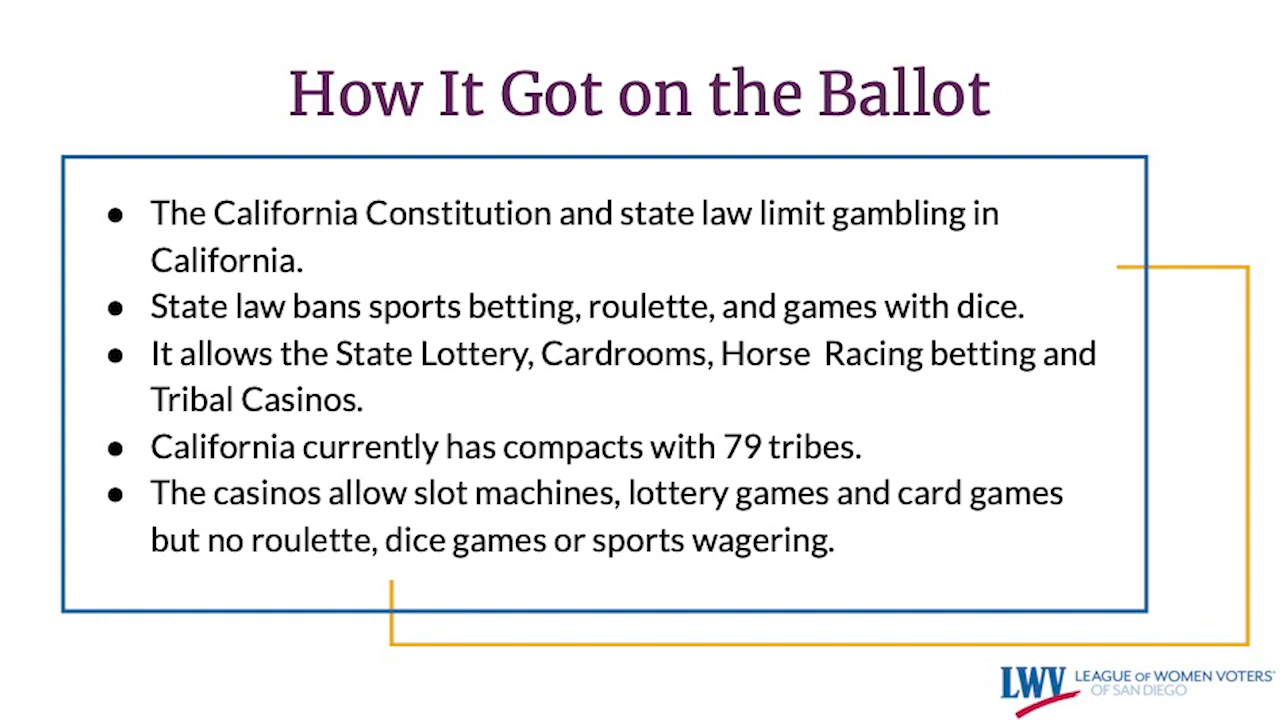 How It Got on the Ballot
● The California Constitution and state law limit gambling in
California.
● State law bans sports betting, roulette, and games with dice.
● It allows the State Lottery, Cardrooms, Horse  Racing betting and
Tribal Casinos.
● California currently has compacts with 79 tribes.
● The casinos allow slot machines, lottery games and card games
but no roulette, dice games or sports wagering.
LWV LEAGUE OF WOMEN VOTERS®
OF SAN DIEGO